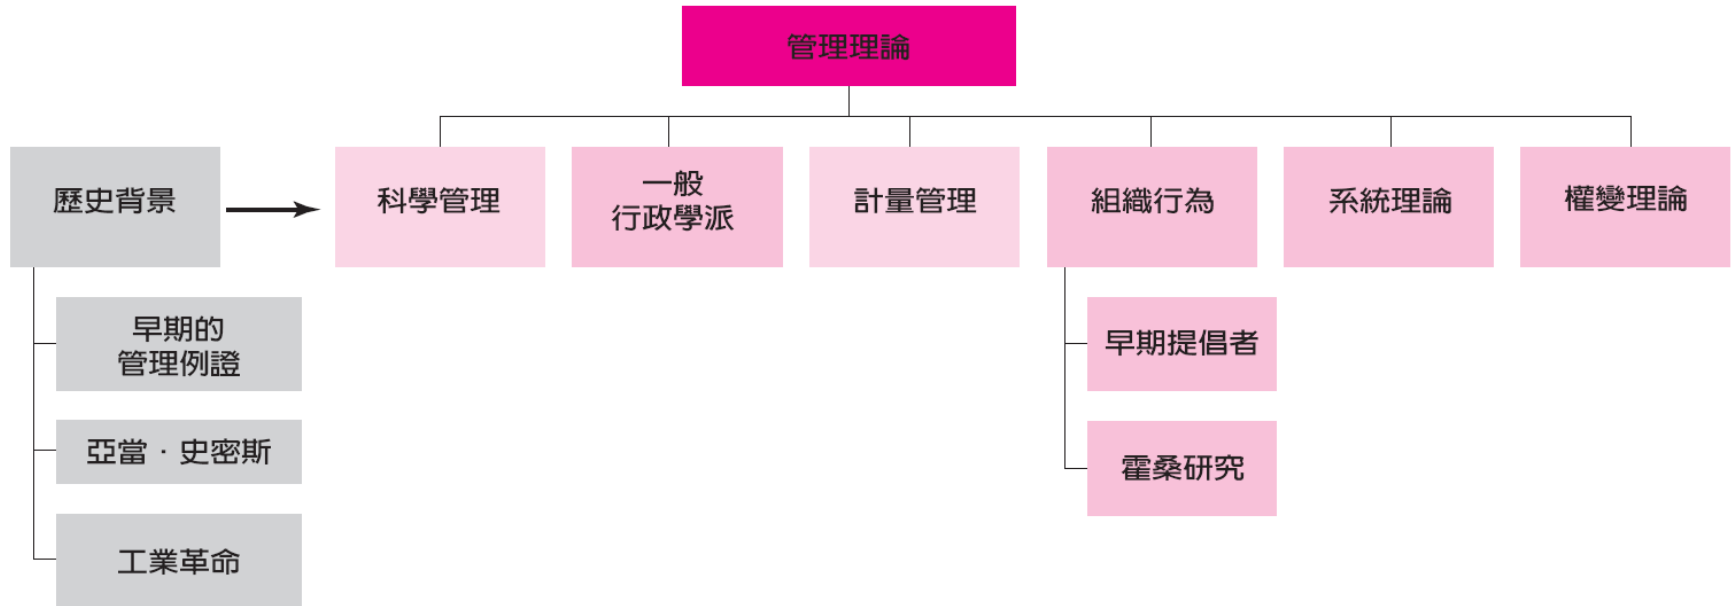 管理理論
歷史背景
科學管理
一般
行政學派
計量管理
組織行為
系統理論
權變理論
早期的
管理例證
亞當·史密斯
工業革命
早期提倡者
霍桑研究